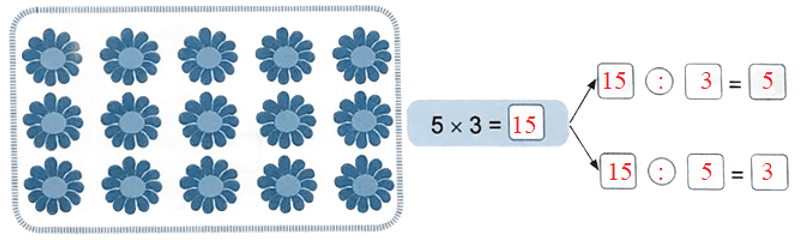 15 : 3 = 5
5 × 3 = 15
15 : 5 = 3